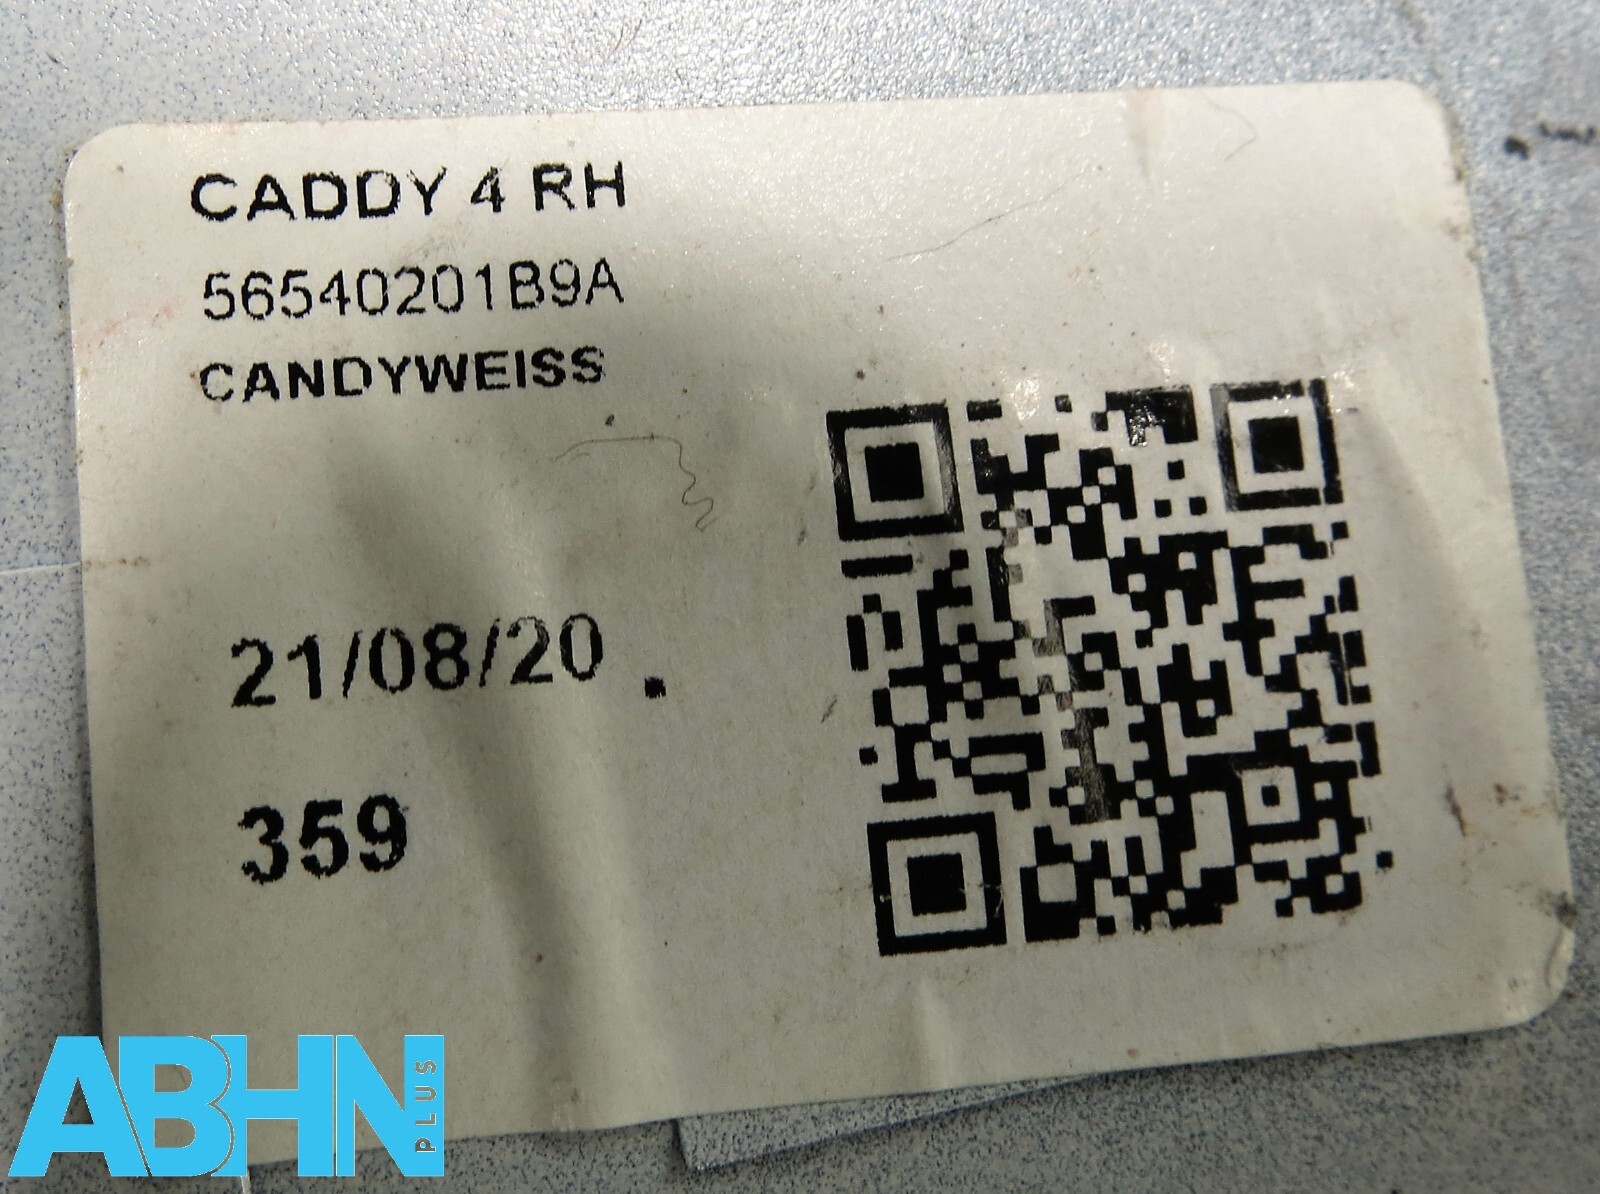 CADDY 4 RH
56540201B9A
CANDYWEISS
21/08/20 .
359
ABHN PLUS